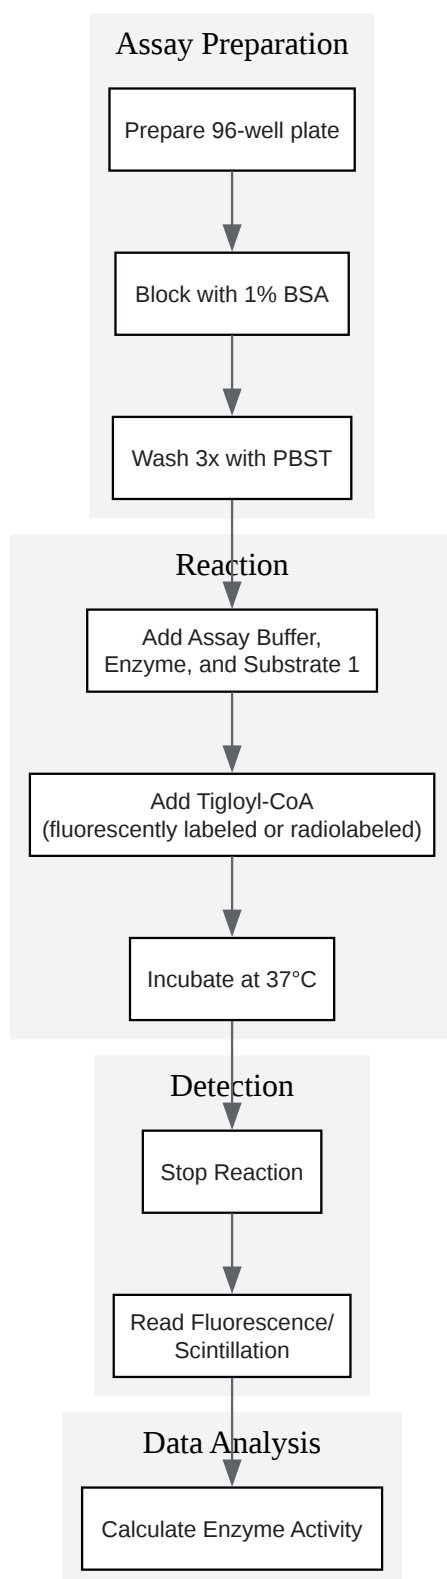 Assay Preparation
Prepare 96-well plate
Block with 1% BSA
Wash 3x with PBST
Reaction
Add Assay Buffer,
Enzyme, and Substrate 1
Add Tigloyl-CoA
(fluorescently labeled or radiolabeled)
Incubate at 37°C
Detection
Stop Reaction
Read Fluorescence/
Scintillation
Data Analysis
Calculate Enzyme Activity